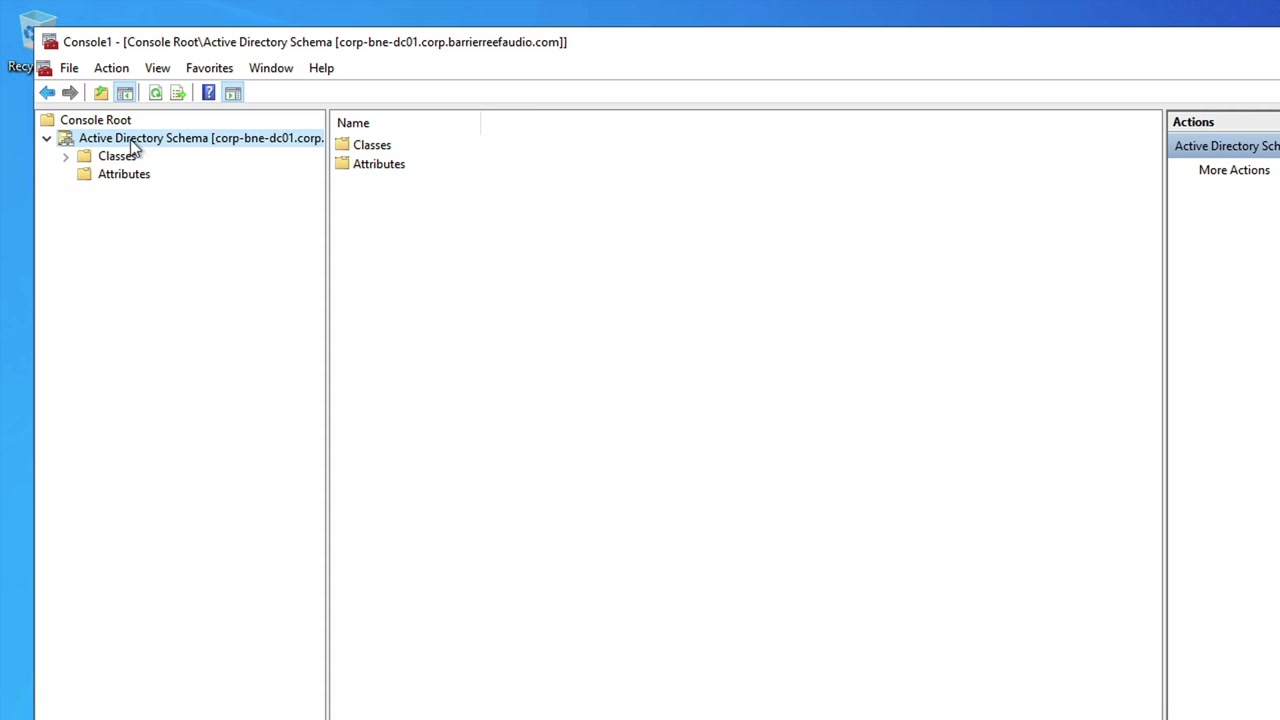 Recy
Console1 - [Console Root\Active Directory Schema [corp-bne-dc01.corp.barrierreefaudio.com]]
File Action View Favorites Window Help
Console Root
Active Directory Schema [corp-bne-dc01.corp.
Classes
Attributes
Name
Classes
Attributes
Actions
Active Directory Sch
More Actions